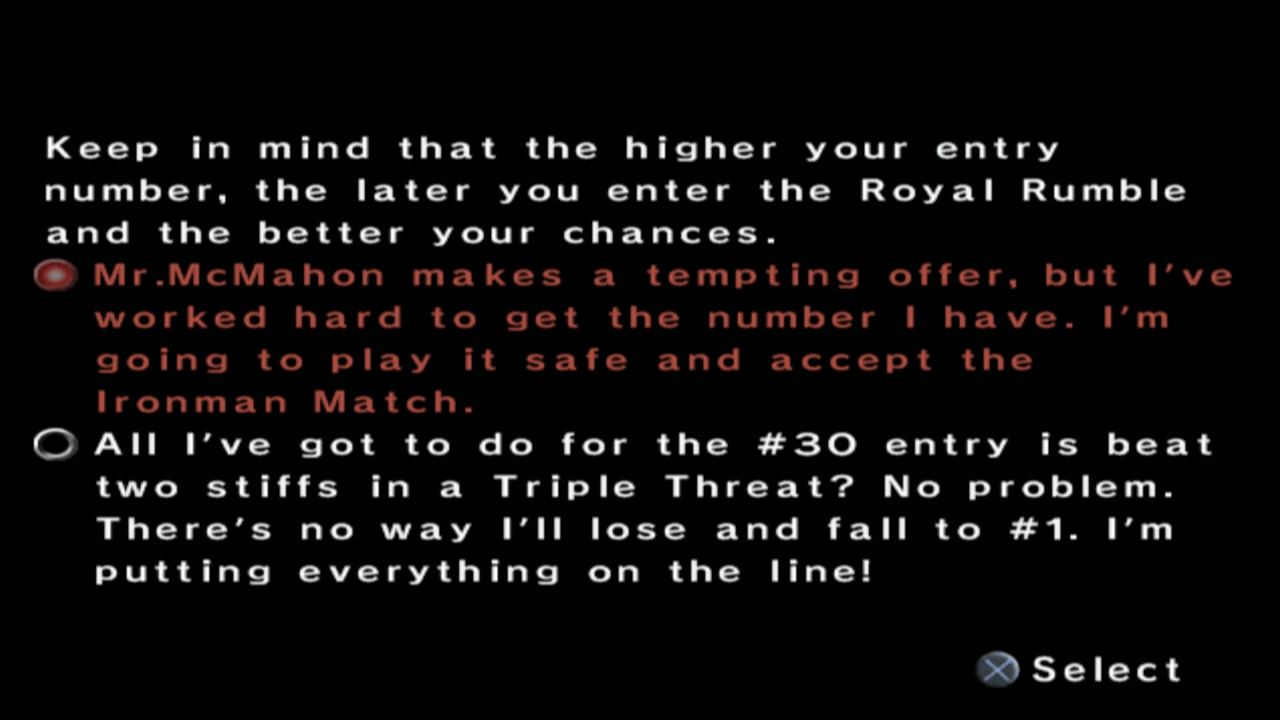 Keep in mind that the higher your entry
number, the later you enter the Royal Rumble
and the better your chances.
Mr.McMahon makes a tempting offer, but I've
worked hard to get the number I have. I'm
going to play it safe and accept the
Ironman Match.
All I've got to do for the #30 entry is beat
two stiffs in a Triple Threat? No problem.
There's no way I'll lose and fall to #1. I'm
putting everything on the line!
Select